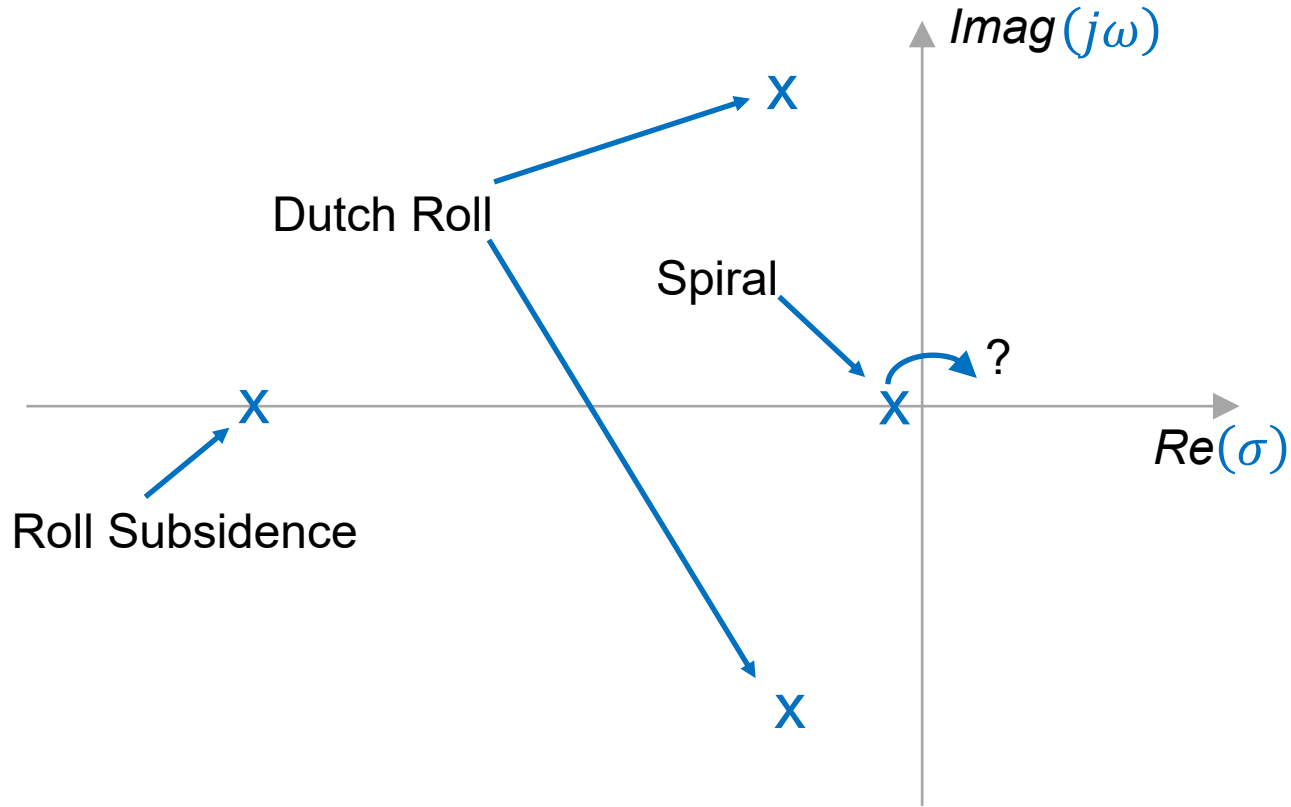 Imag(jω)
X
Dutch Roll
Spiral
?
X
X
Re(σ)
Roll Subsidence
X